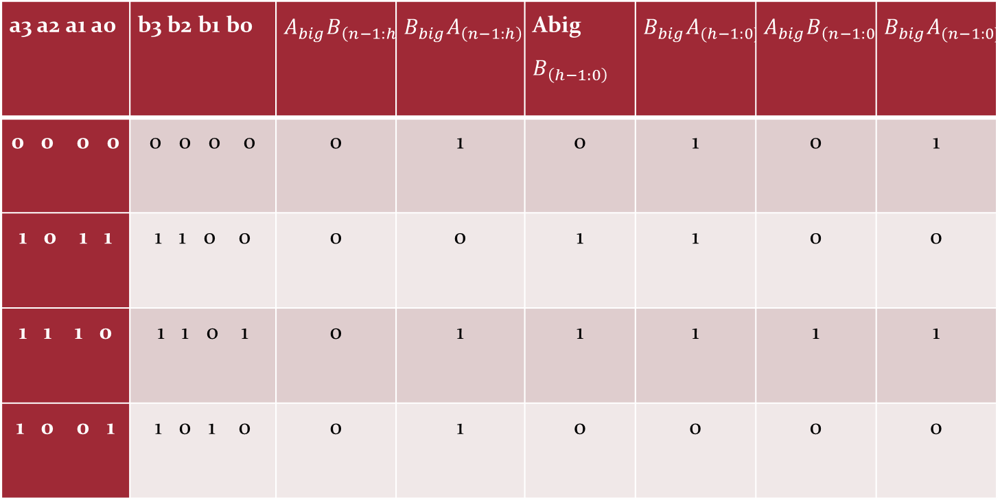 a3 a2 a1 a0 b3 b2 b1 b0 A_{big}B_{(n−1:h} B_{big}A_{(n−1:h)} Abig B_{big}A_{(h−1:0)} A_{big}B_{(n−1:0} B_{big}A_{(n−1:0)}
B_{(h−1:0)}
0 0 0 0 0 0 0 0 0 1 0 1 0 1
1 0 1 1 1 1 0 0 0 0 1 1 0 0
1 1 1 0 1 1 0 1 0 1 1 1 1 1
1 0 0 1 1 0 1 0 0 1 0 0 0 0